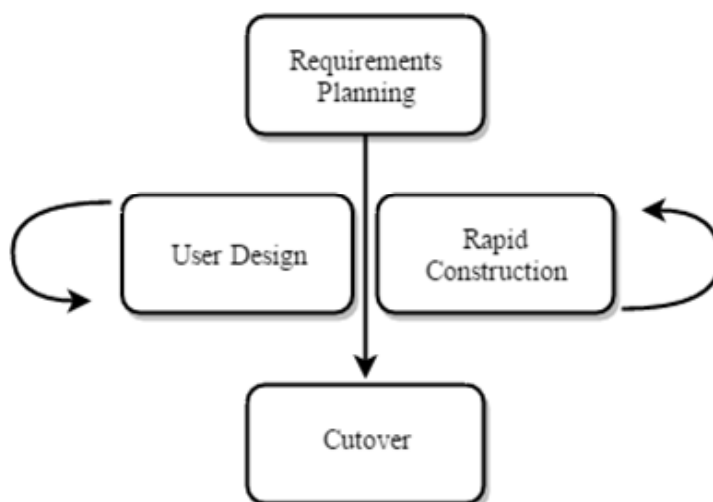 Requirements
Planning
User Design
Rapid
Construction
Cutover